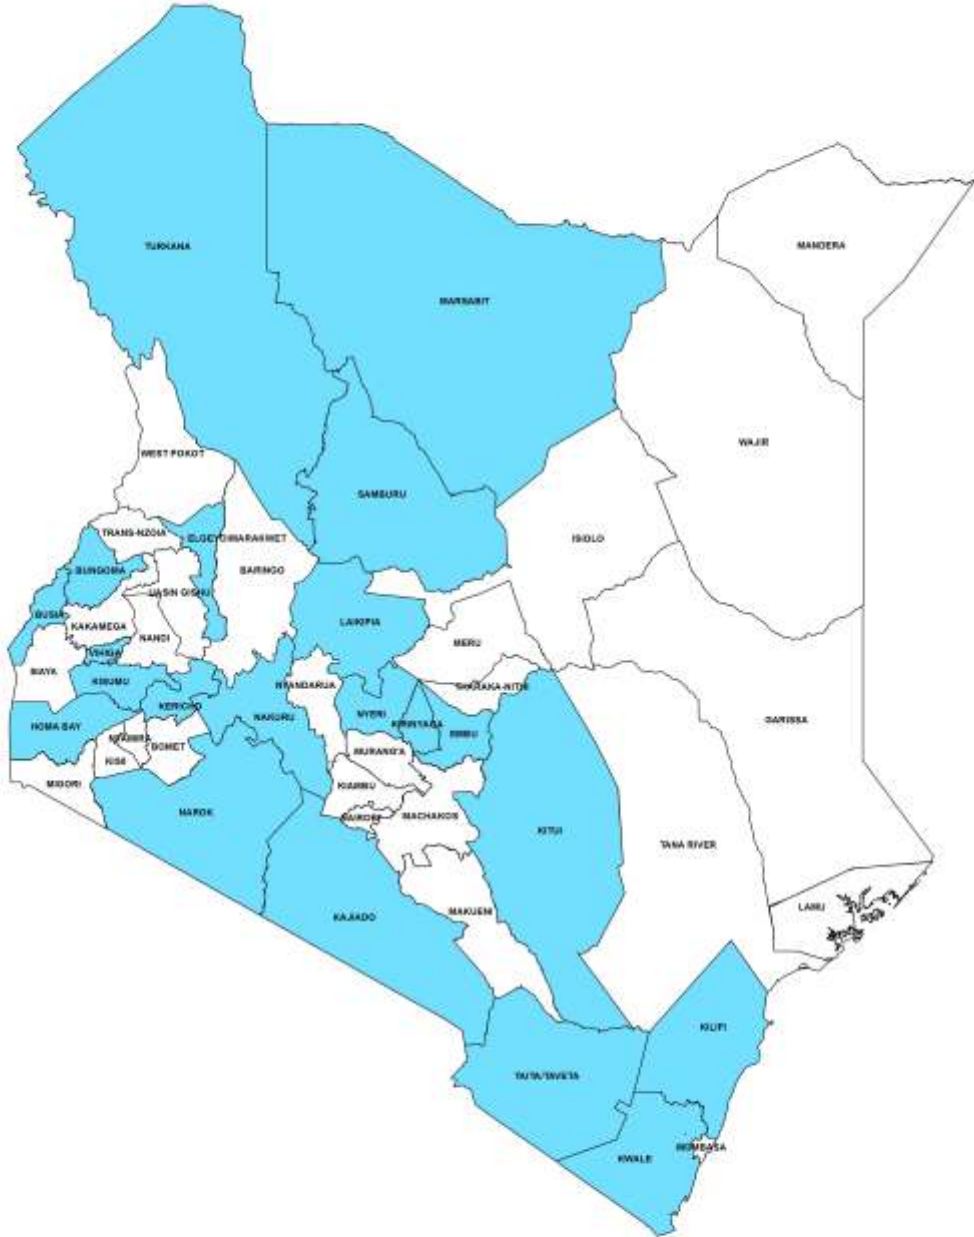 TURKANA
MANDERA
MARSABIT
WAJIR
WEST POKOT
SAMBURU
TRANS-NZOIA
ELGEYO/MARAKWET
ISIOLO
BUNGOMA
BARINGO
UASIN GISHU
BUSIA
LAIKIPIA
KAKAMEGA
NANDI
MERU
VIHIGA
SIAYA
KISUMU
NYANDARUA
THARAKA-NITHI
KERICHO
NAKURU
NYERI
GARISSA
HOMA BAY
KIRINYAGA
EMBU
NYAMIRA
BOMET
MURANG'A
KISII
MIGORI
KIAMBU
NAROK
NAIROBI
MACHAKOS
KITUI
TANA RIVER
LAMU
KAJIADO
MAKUENI
KILIFI
TAITA/TAVETA
MOMBASA
KWALE